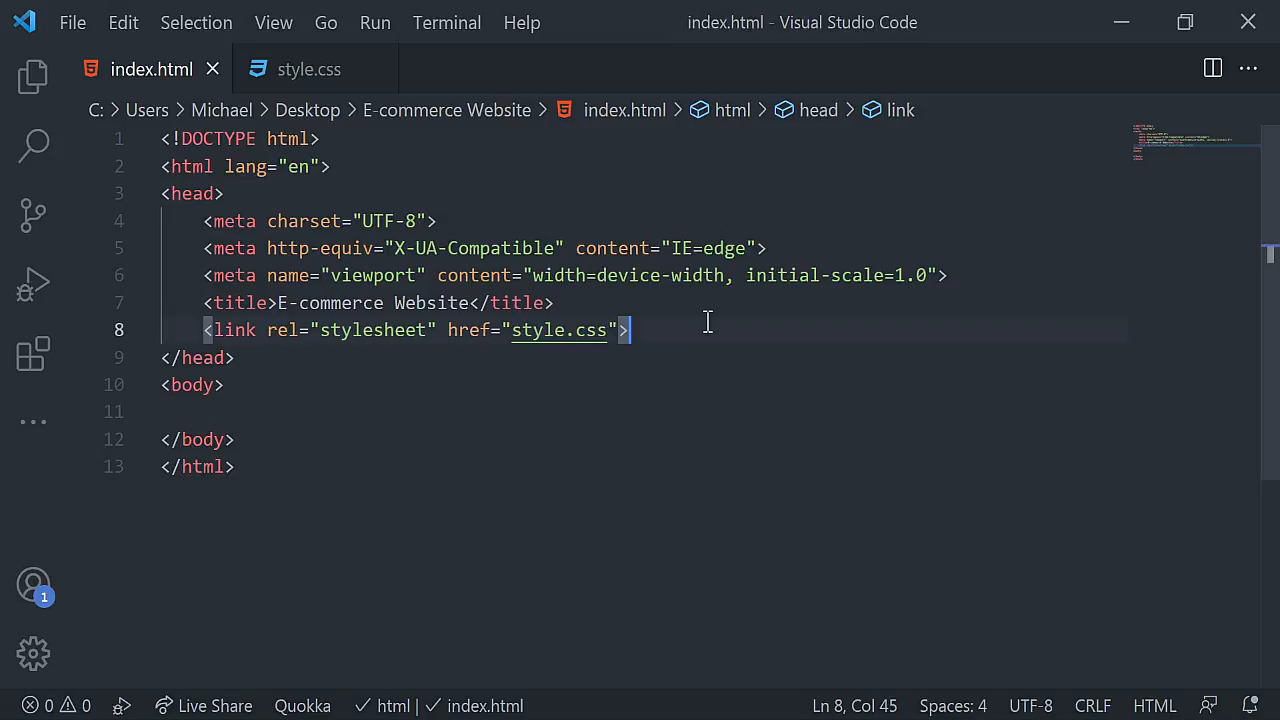 File Edit Selection View Go Run Terminal Help index.html - Visual Studio Code
index.html style.css
C: > Users > Michael > Desktop > E-commerce Website > index.html > html > head > link
1 <!DOCTYPE html>
2 <html lang="en">
3 <head>
4 <meta charset="UTF-8">
5 <meta http-equiv="X-UA-Compatible" content="IE=edge">
6 <meta name="viewport" content="width=device-width, initial-scale=1.0">
7 <title>E-commerce Website</title>
8 <link rel="stylesheet" href="style.css">
9 </head>
10 <body>
11
12 </body>
13 </html>
1
0 0 Live Share Quokka html | index.html Ln 8, Col 45 Spaces: 4 UTF-8 CRLF HTML